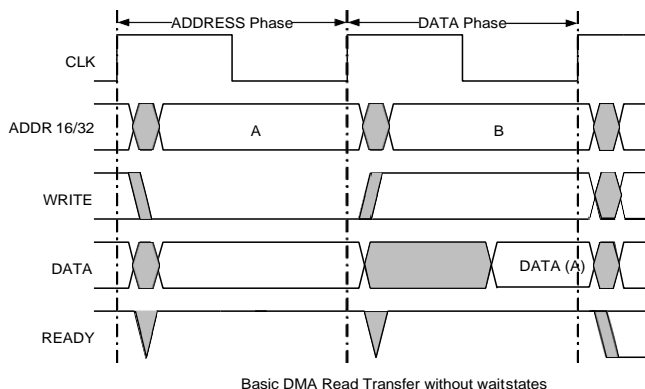 ADDRESS Phase DATA Phase
CLK
ADDR 16/32 A B
WRITE
DATA DATA (A)
READY
Basic DMA Read Transfer without waitstates